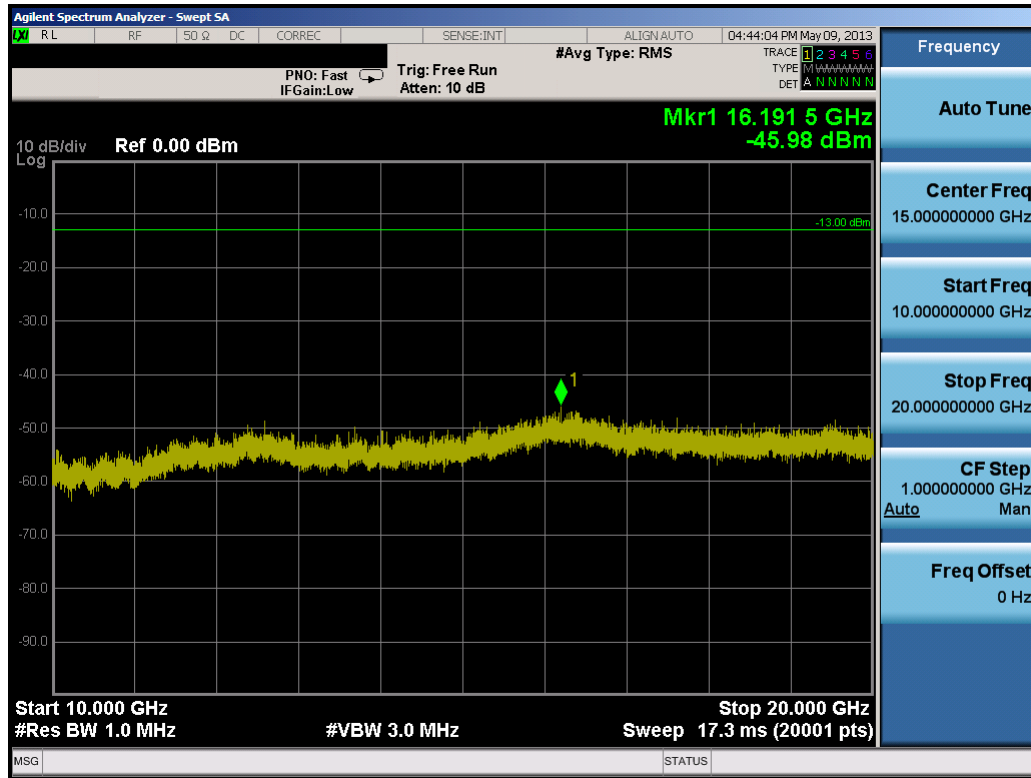 Agilent Spectrum Analyzer - Swept SA
LXI RL RF 50 Ω DC CORREC SENSE:INT ALIGN AUTO 04:44:04 PM May 09, 2013
PNO: Fast
IFGain:Low
Trig: Free Run
Atten: 10 dB
#Avg Type: RMS
TRACE 1 2 3 4 5 6
TYPE M W W W W W
DET A N N N N N
Mkr1 16.191 5 GHz
-45.98 dBm
10 dB/div Ref 0.00 dBm
Log
-10.0
-13.00 dBm
-20.0
-30.0
-40.0
1
-50.0
-60.0
-70.0
-80.0
-90.0
Start 10.000 GHz Stop 20.000 GHz
#Res BW 1.0 MHz #VBW 3.0 MHz Sweep 17.3 ms (20001 pts)
MSG STATUS
Frequency
Auto Tune
Center Freq
15.000000000 GHz
Start Freq
10.000000000 GHz
Stop Freq
20.000000000 GHz
CF Step
1.000000000 GHz
Auto Man
Freq Offset
0 Hz